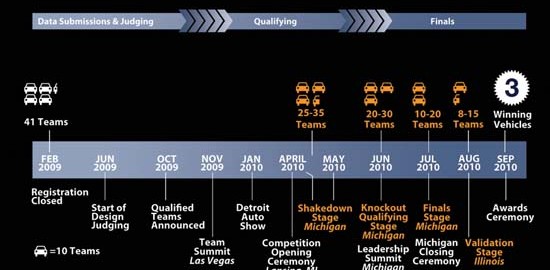 Data Submissions & Judging
Qualifying
Finals
41 Teams
25-35
Teams
20-30
Teams
10-20
Teams
8-15
Teams
3
Winning
Vehicles
FEB
2009
JUN
2009
OCT
2009
NOV
2009
JAN
2010
APRIL
2010
MAY
2010
JUN
2010
JUL
2010
AUG
2010
SEP
2010
Registration
Closed
Start of
Design
Judging
Qualified
Teams
Announced
Team
Summit
Las Vegas
Detroit
Auto
Show
Competition
Opening
Ceremony
Lansing, MI
Shakedown
Stage
Michigan
Knockout
Qualifying
Stage
Michigan
Leadership
Summit
Michigan
Finals
Stage
Michigan
Michigan
Closing
Ceremony
Validation
Stage
Illinois
Awards
Ceremony
=10 Teams